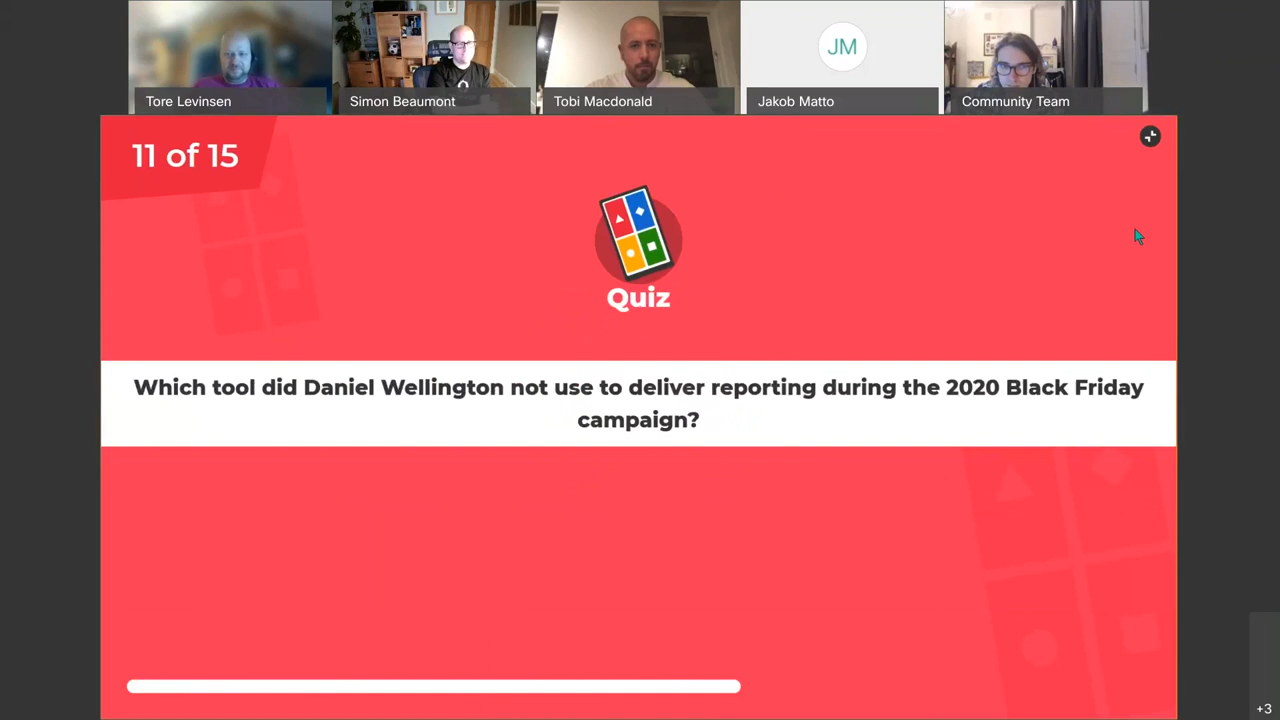 Tore Levinsen
Simon Beaumont
Tobi Macdonald
JM
Jakob Matto
Community Team
11 of 15
Quiz
Which tool did Daniel Wellington not use to deliver reporting during the 2020 Black Friday
campaign?
+3